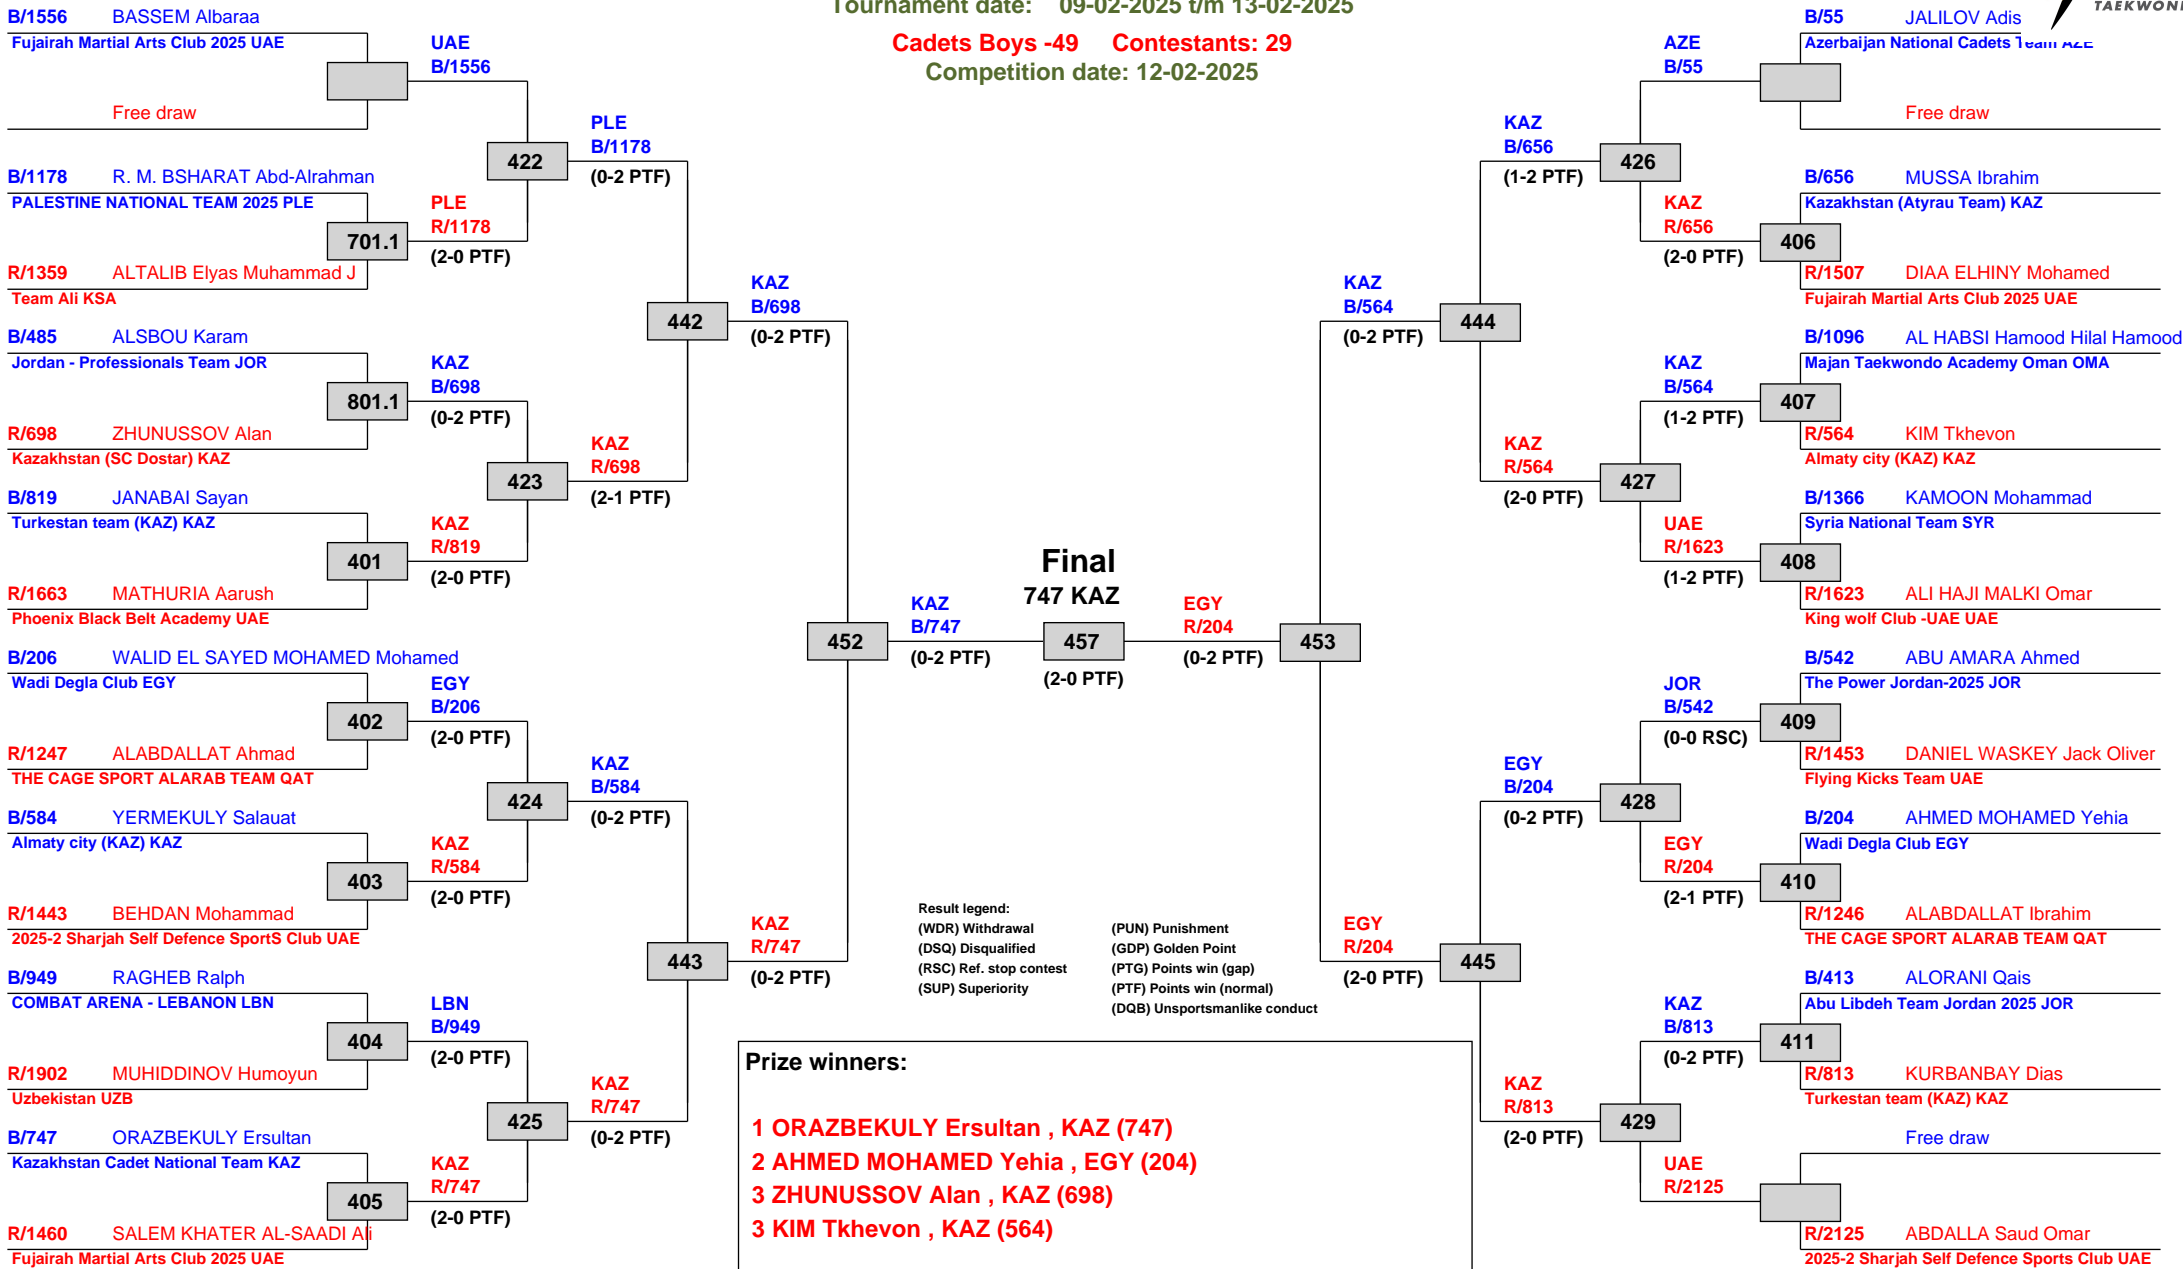 Tournament date: 09-02-2025 t/m 13-02-2025
Cadets Boys -49 Contestants: 29
Competition date: 12-02-2025
TAEKWON
B/1556 BASSEM Albaraa
Fujairah Martial Arts Club 2025 UAE
Free draw
UAE
B/1556
B/1178 R. M. BSHARAT Abd-Alrahman
PALESTINE NATIONAL TEAM 2025 PLE
701.1
R/1359 ALTALIB Elyas Muhammad J
Team Ali KSA
PLE
R/1178
(2-0 PTF)
422
PLE
B/1178
(0-2 PTF)
B/485 ALSBOU Karam
Jordan - Professionals Team JOR
801.1
R/698 ZHUNUSSOV Alan
Kazakhstan (SC Dostar) KAZ
KAZ
B/698
(0-2 PTF)
B/819 JANABAI Sayan
Turkestan team (KAZ) KAZ
401
R/1663 MATHURIA Aarush
Phoenix Black Belt Academy UAE
KAZ
R/819
(2-0 PTF)
423
KAZ
R/698
(2-1 PTF)
442
KAZ
B/698
(0-2 PTF)
B/206 WALID EL SAYED MOHAMED Mohamed
Wadi Degla Club EGY
402
R/1247 ALABDALLAT Ahmad
THE CAGE SPORT ALARAB TEAM QAT
EGY
B/206
(2-0 PTF)
B/584 YERMEKULY Salauat
Almaty city (KAZ) KAZ
403
R/1443 BEHDAN Mohammad
2025-2 Sharjah Self Defence SportS Club UAE
KAZ
R/584
(2-0 PTF)
424
KAZ
B/584
(0-2 PTF)
B/949 RAGHEB Ralph
COMBAT ARENA - LEBANON LBN
404
R/1902 MUHIDDINOV Humoyun
Uzbekistan UZB
LBN
B/949
(2-0 PTF)
B/747 ORAZBEKULY Ersultan
Kazakhstan Cadet National Team KAZ
405
R/1460 SALEM KHATER AL-SAADI Ali
Fujairah Martial Arts Club 2025 UAE
KAZ
R/747
(2-0 PTF)
425
KAZ
R/747
(0-2 PTF)
443
KAZ
R/747
(0-2 PTF)
452
KAZ
B/747
(0-2 PTF)
Final
747 KAZ
457
(2-0 PTF)
EGY
R/204
(0-2 PTF)
453
KAZ
B/564
(0-2 PTF)
444
KAZ
B/656
(1-2 PTF)
426
AZE
B/55
B/55 JALILOV Adis
Azerbaijan National Cadets Team AZE
Free draw
KAZ
R/656
(2-0 PTF)
B/656 MUSSA Ibrahim
Kazakhstan (Atyrau Team) KAZ
406
R/1507 DIAA ELHINY Mohamed
Fujairah Martial Arts Club 2025 UAE
KAZ
R/564
(2-0 PTF)
427
KAZ
B/564
(1-2 PTF)
B/1096 AL HABSI Hamood Hilal Hamood
Majan Taekwondo Academy Oman OMA
407
R/564 KIM Tkhevon
Almaty city (KAZ) KAZ
UAE
R/1623
(1-2 PTF)
B/1366 KAMOON Mohammad
Syria National Team SYR
408
R/1623 ALI HAJI MALKI Omar
King wolf Club -UAE UAE
EGY
R/204
(2-0 PTF)
445
EGY
B/204
(0-2 PTF)
428
JOR
B/542
(0-0 RSC)
B/542 ABU AMARA Ahmed
The Power Jordan-2025 JOR
409
R/1453 DANIEL WASKEY Jack Oliver
Flying Kicks Team UAE
EGY
R/204
(2-1 PTF)
B/204 AHMED MOHAMED Yehia
Wadi Degla Club EGY
410
R/1246 ALABDALLAT Ibrahim
THE CAGE SPORT ALARAB TEAM QAT
KAZ
R/813
(2-0 PTF)
429
KAZ
B/813
(0-2 PTF)
B/413 ALORANI Qais
Abu Libdeh Team Jordan 2025 JOR
411
R/813 KURBANBAY Dias
Turkestan team (KAZ) KAZ
UAE
R/2125
Free draw
R/2125 ABDALLA Saud Omar
2025-2 Sharjah Self Defence Sports Club UAE
Result legend:
(WDR) Withdrawal (PUN) Punishment
(DSQ) Disqualified (GDP) Golden Point
(RSC) Ref. stop contest (PTG) Points win (gap)
(SUP) Superiority (PTF) Points win (normal)
(DQB) Unsportsmanlike conduct
Prize winners:
1 ORAZBEKULY Ersultan , KAZ (747)
2 AHMED MOHAMED Yehia , EGY (204)
3 ZHUNUSSOV Alan , KAZ (698)
3 KIM Tkhevon , KAZ (564)